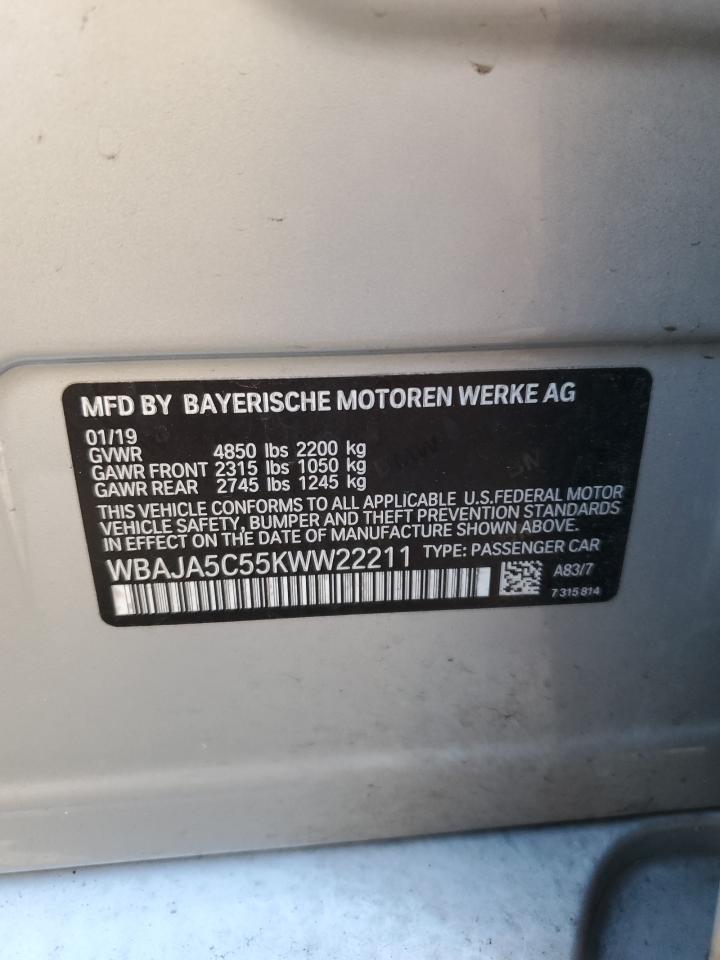 MFD BY BAYERISCHE MOTOREN WERKE AG
01/19
GVWR 4850 lbs 2200 kg
GAWR FRONT 2315 lbs 1050 kg
GAWR REAR 2745 lbs 1245 kg
THIS VEHICLE CONFORMS TO ALL APPLICABLE U.S.FEDERAL MOTOR
VEHICLE SAFETY, BUMPER AND THEFT PREVENTION STANDARDS
IN EFFECT ON THE DATE OF MANUFACTURE SHOWN ABOVE.
WBAJA5C55KWW22211 TYPE: PASSENGER CAR
A83/7
7 315 814